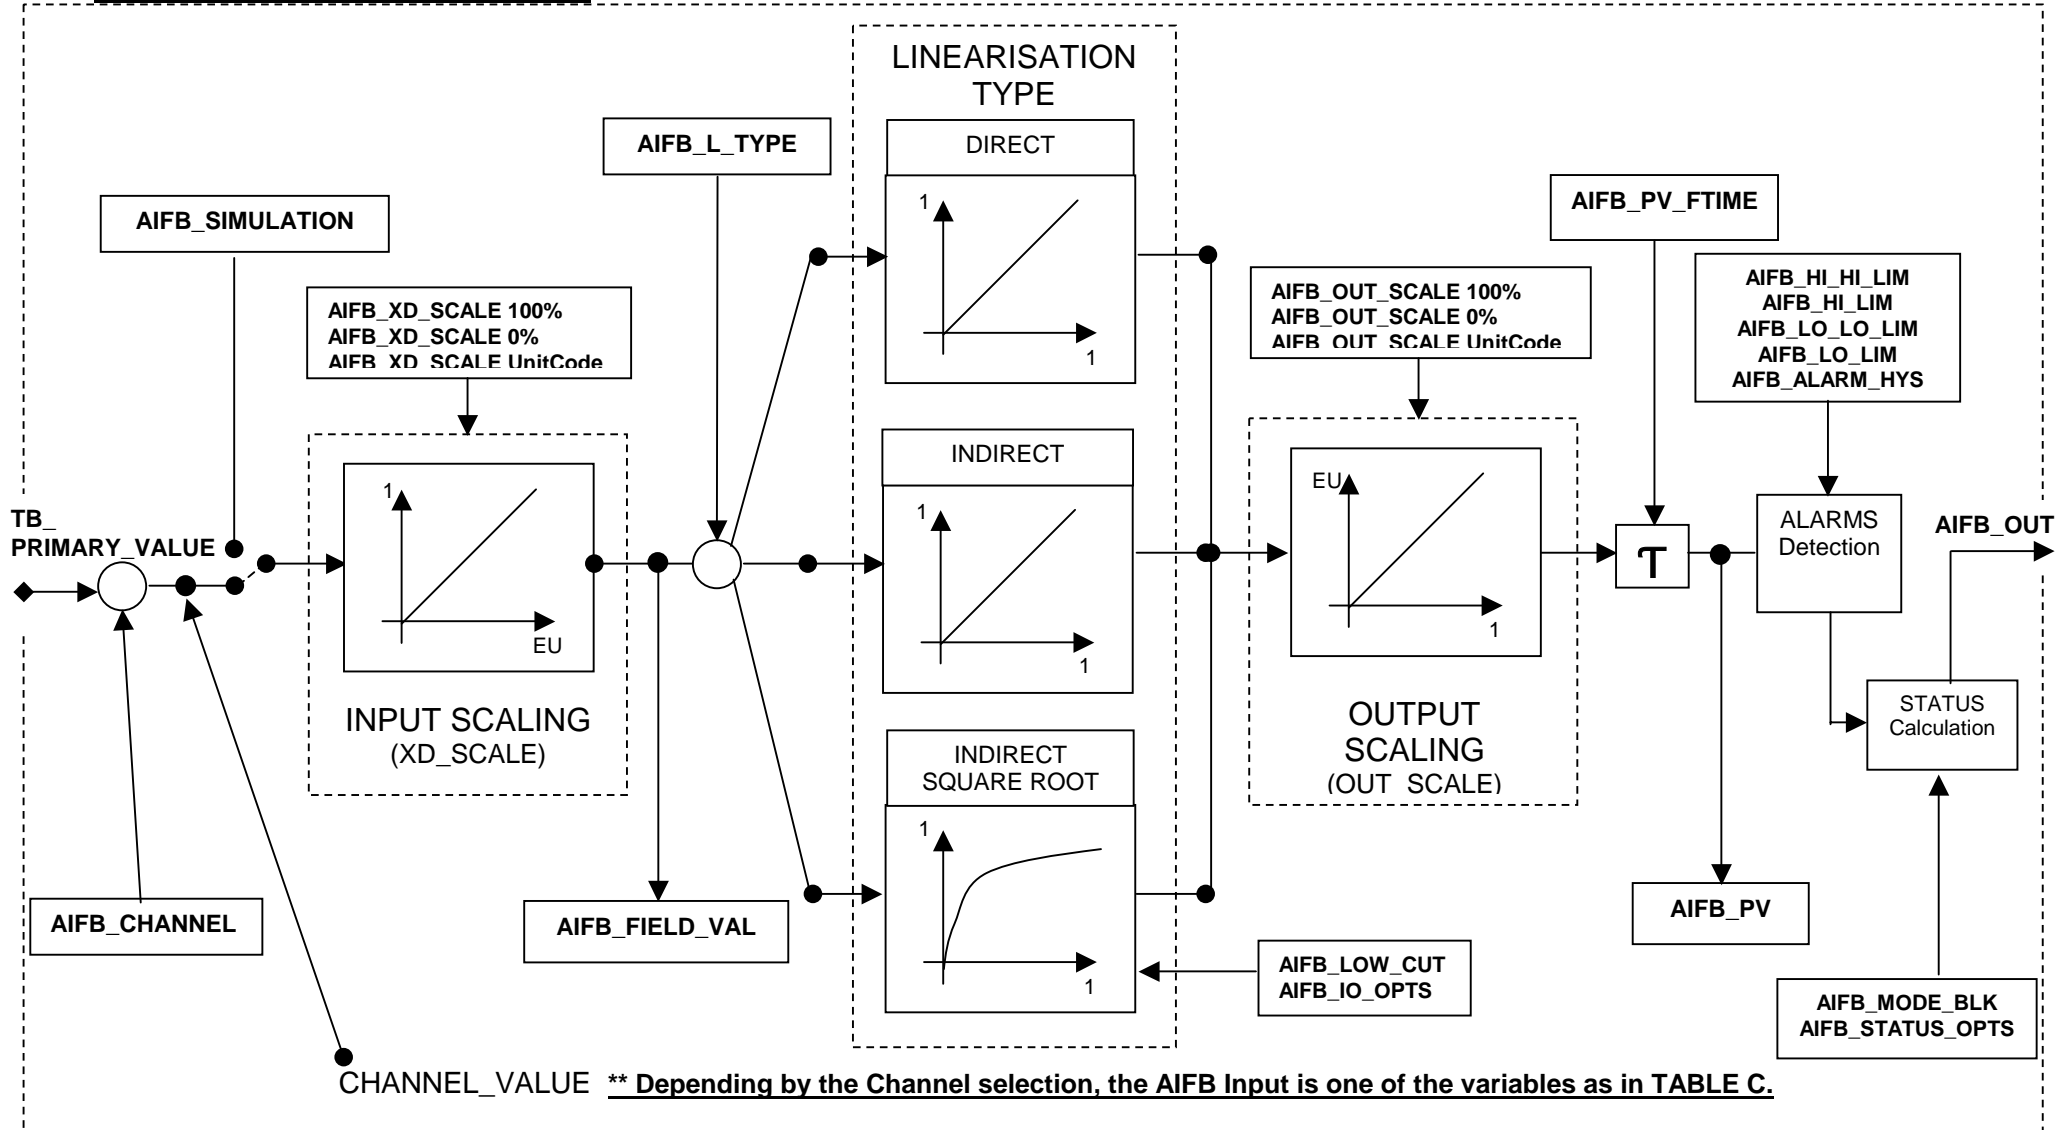 LINEARISATION
TYPE
DIRECT
1
1
AIFB_L_TYPE
AIFB_SIMULATION
AIFB_XD_SCALE 100%
AIFB_XD_SCALE 0%
AIFB_XD_SCALE UnitCode
AIFB_PV_FTIME
AIFB_OUT_SCALE 100%
AIFB_OUT_SCALE 0%
AIFB_OUT_SCALE UnitCode
AIFB_HI_HI_LIM
AIFB_HI_LIM
AIFB_LO_LO_LIM
AIFB_LO_LIM
AIFB_ALARM_HYS
TB_
PRIMARY_VALUE
1
EU
INPUT SCALING
(XD_SCALE)
INDIRECT
1
1
EU
1
OUTPUT
SCALING
(OUT_SCALE)
T
ALARMS
Detection
AIFB_OUT
STATUS
Calculation
INDIRECT
SQUARE ROOT
1
1
AIFB_CHANNEL
AIFB_FIELD_VAL
AIFB_LOW_CUT
AIFB_IO_OPTS
AIFB_PV
AIFB_MODE_BLK
AIFB_STATUS_OPTS
CHANNEL_VALUE ** Depending by the Channel selection, the AIFB Input is one of the variables as in TABLE C.